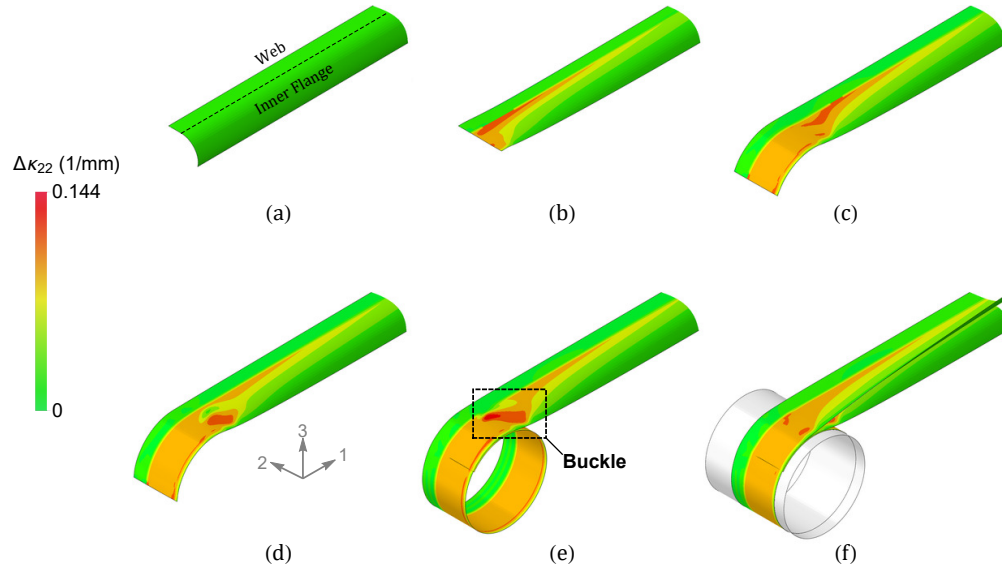 Web
Inner Flange
Δκ22 (1/mm)
0.144
0
(a)
(b)
(c)
3
2
1
Buckle
(d)
(e)
(f)